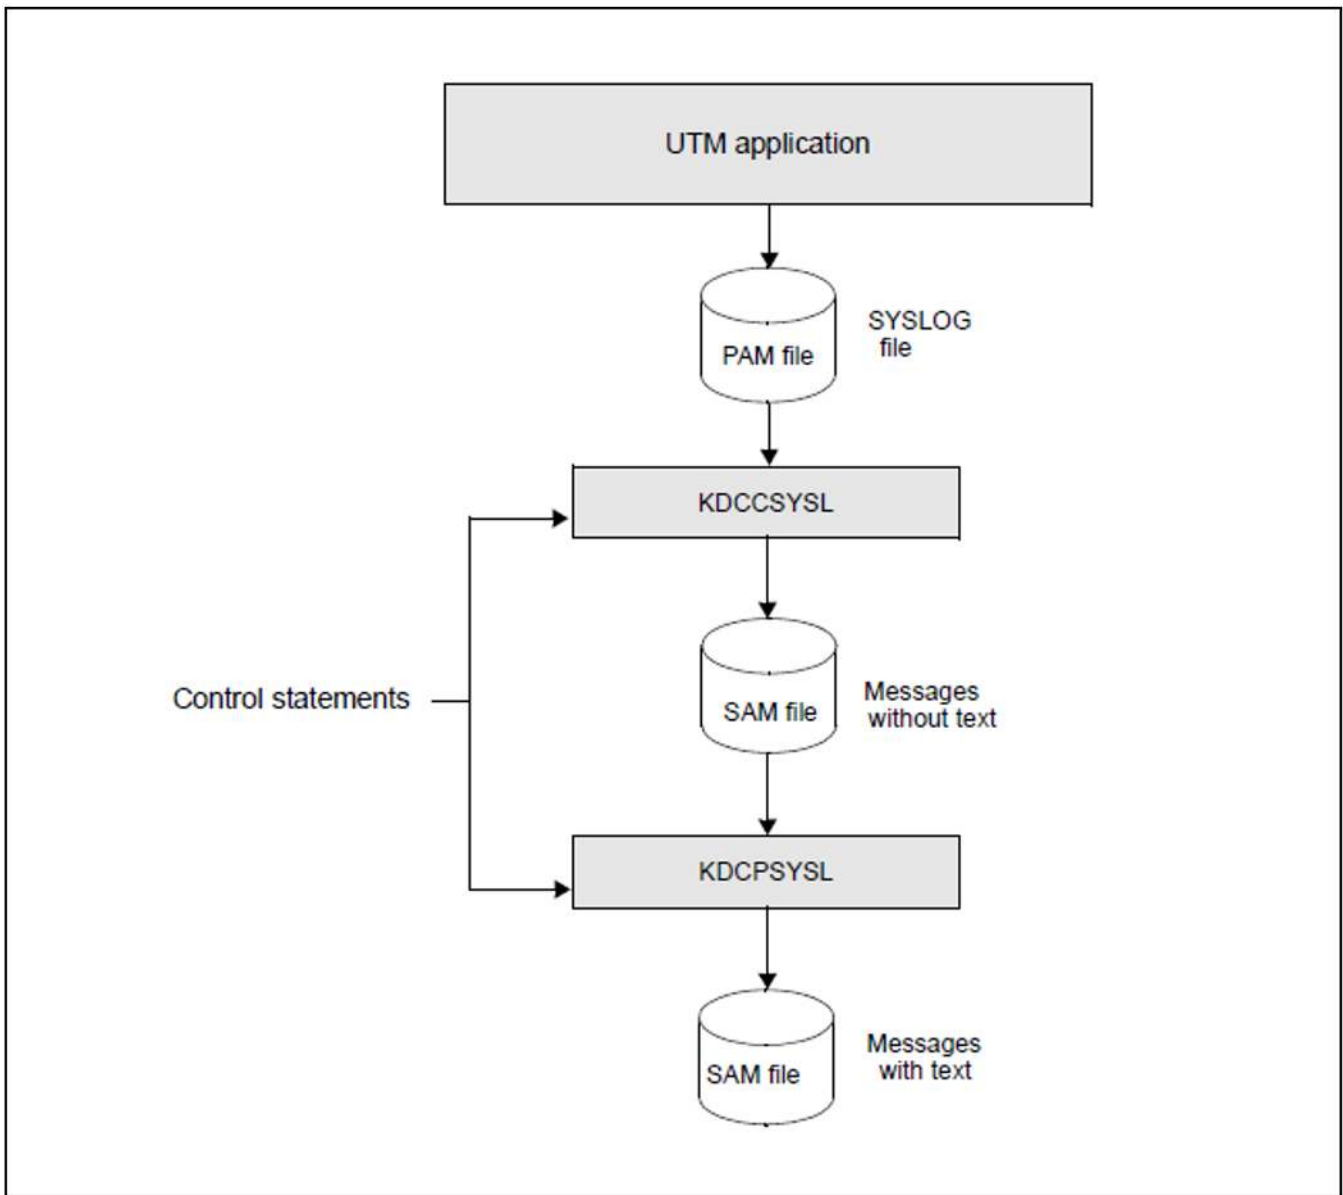 UTM application
PAM file
SYSLOG
file
KDCCSYSL
Control statements
SAM file
Messages
without text
KDCPSYSL
SAM file
Messages
with text